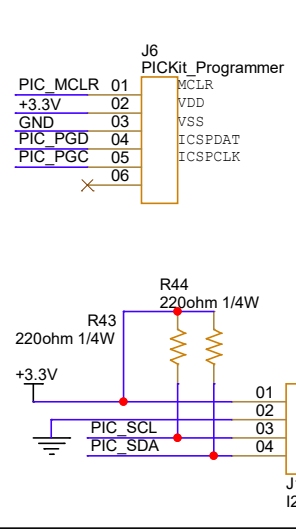 J6
PICKit_Programmer
PIC_MCLR 01 MCLR
+3.3V 02 VDD
GND 03 VSS
PIC_PGD 04 ICSPDAT
PIC_PGC 05 ICSPCLK
06
R44
220ohm 1/4W
R43
220ohm 1/4W
+3.3V
01
02
PIC_SCL 03
PIC_SDA 04